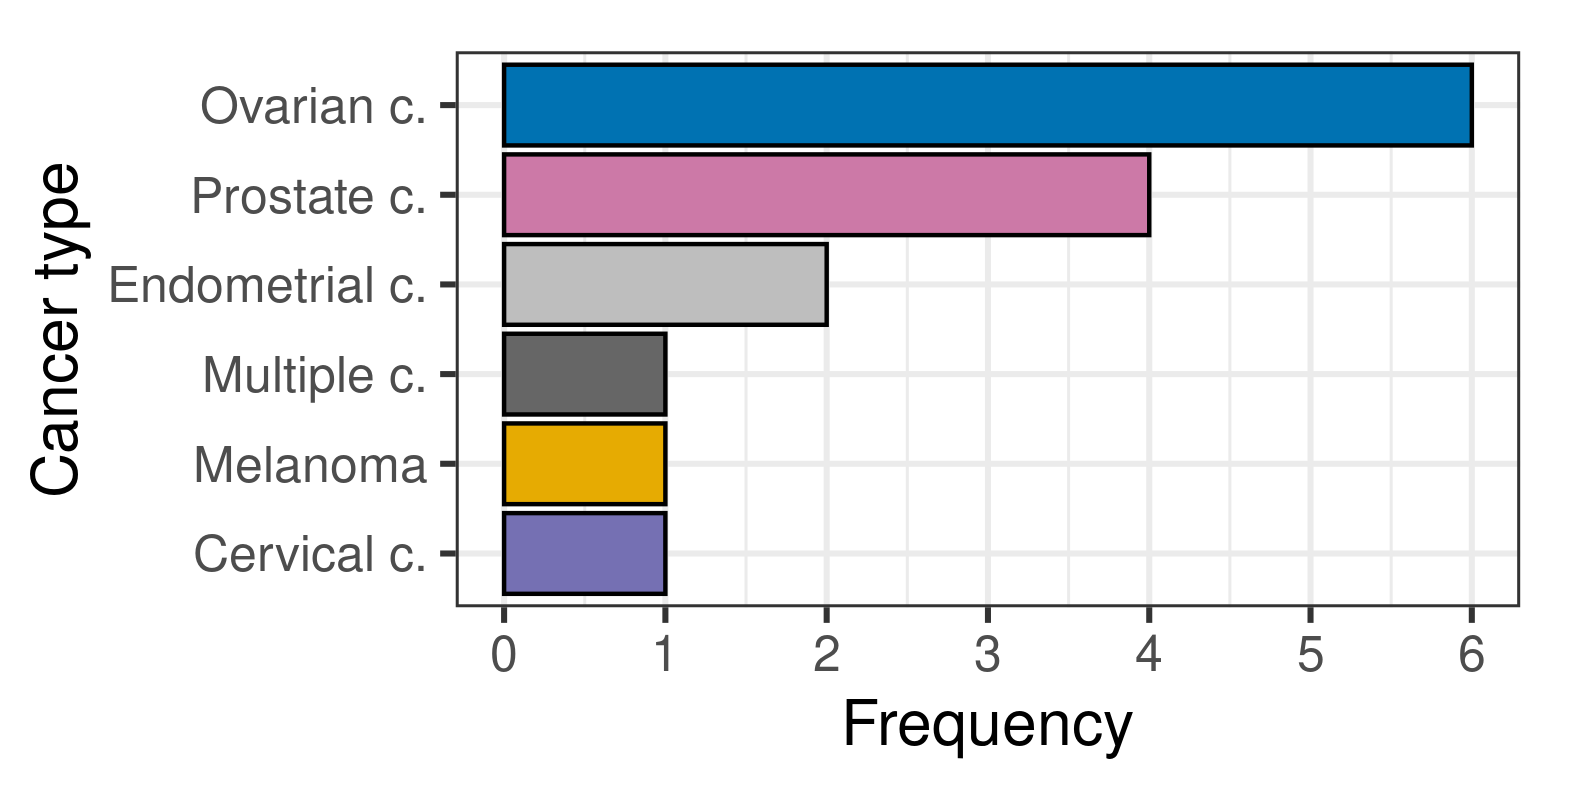 Cancer type
Ovarian c.
Prostate c.
Endometrial c.
Multiple c.
Melanoma
Cervical c.
0 1 2 3 4 5 6
Frequency